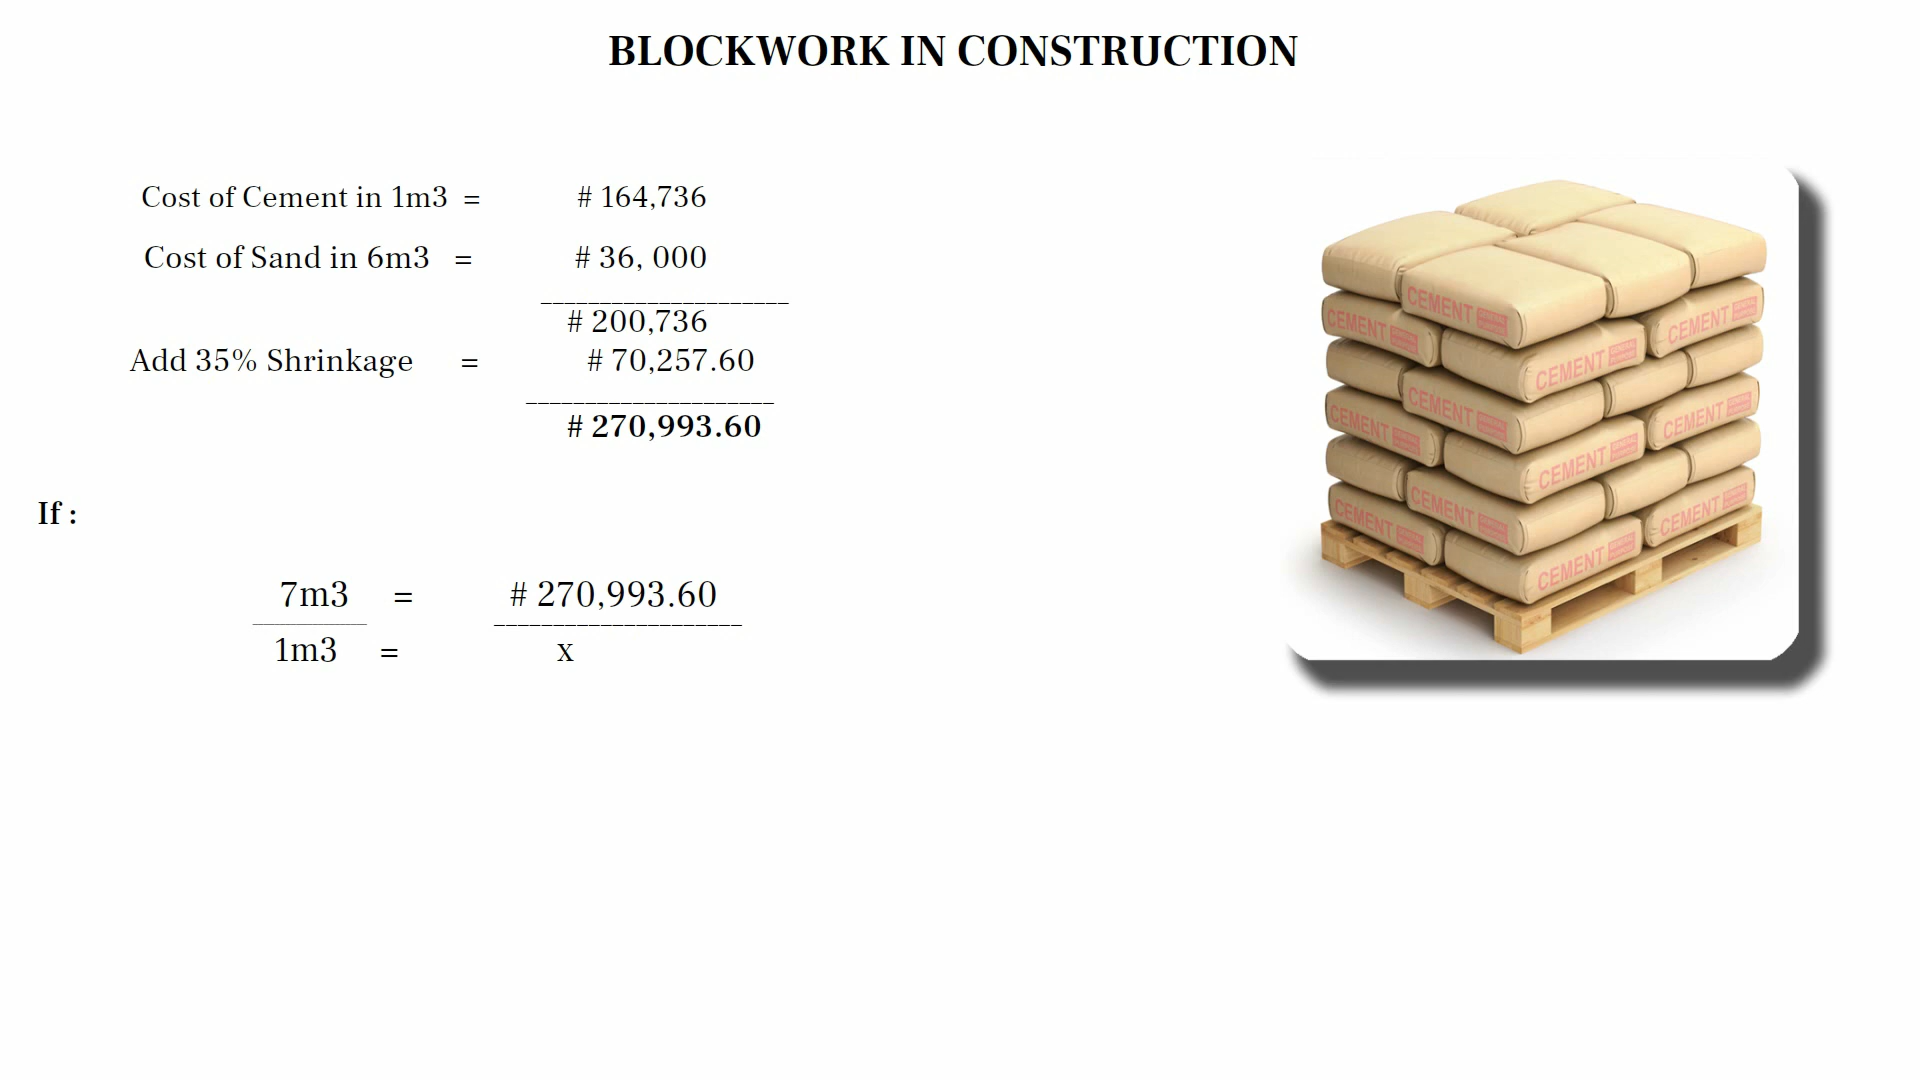 BLOCKWORK IN CONSTRUCTION
Cost of Cement in 1m3 = # 164,736
Cost of Sand in 6m3 = # 36, 000
# 200,736
Add 35% Shrinkage = # 70,257.60
# 270,993.60
If :
7m3 = # 270,993.60
1m3 = x
CEMENT
CEMENT
CEMENT
CEMENT
CEMENT
CEMENT
CEMENT
CEMENT
CEMENT
CEMENT
CEMENT
CEMENT